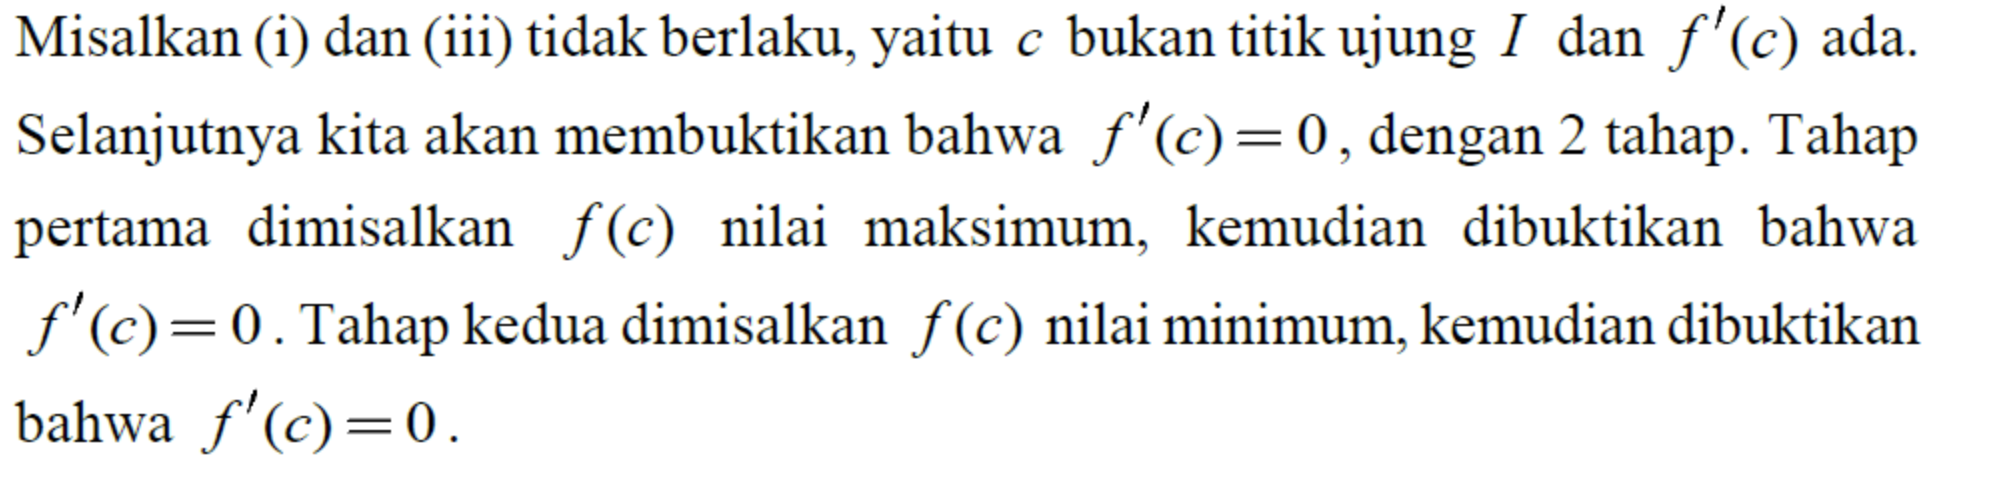 Misalkan (i) dan (iii) tidak berlaku, yaitu c bukan titik ujung I dan f′(c) ada.
Selanjutnya kita akan membuktikan bahwa f′(c) = 0, dengan 2 tahap. Tahap
pertama dimisalkan f(c) nilai maksimum, kemudian dibuktikan bahwa
f′(c) = 0. Tahap kedua dimisalkan f(c) nilai minimum, kemudian dibuktikan
bahwa f′(c) = 0.